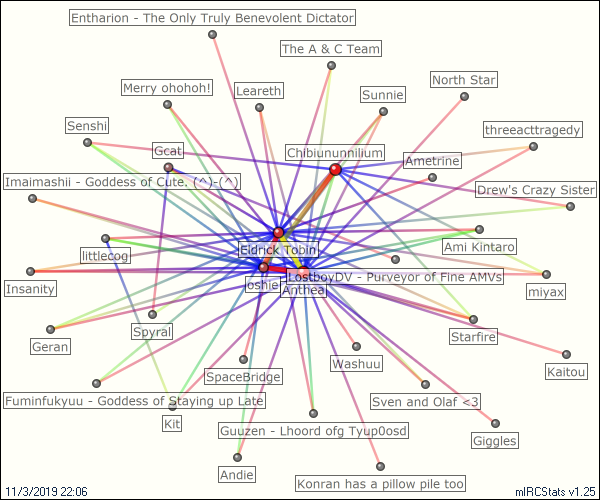 Entharion - The Only Truly Benevolent Dictator
The A & C Team
North Star
Merry ohohoh!
Leareth
Sunnie
Senshi
threeacttragedy
Gcat
Chibiununnilium
Ametrine
Imaimashii - Goddess of Cute. (^)-(^)
Drew's Crazy Sister
Eidrick Tobin
Ami Kintaro
littlecog
LostboyDV - Purveyor of Fine AMVs
Insanity
joshie
Anthea
miyax
Spyral
Starfire
Geran
Washuu
Kaitou
SpaceBridge
Fuminfukyuu - Goddess of Staying up Late
Sven and Olaf <3
Kit
Guuzen - Lhoord ofg Tyup0osd
Giggles
Andie
Konran has a pillow pile too
11/3/2019 22:06
mIRCStats v1.25